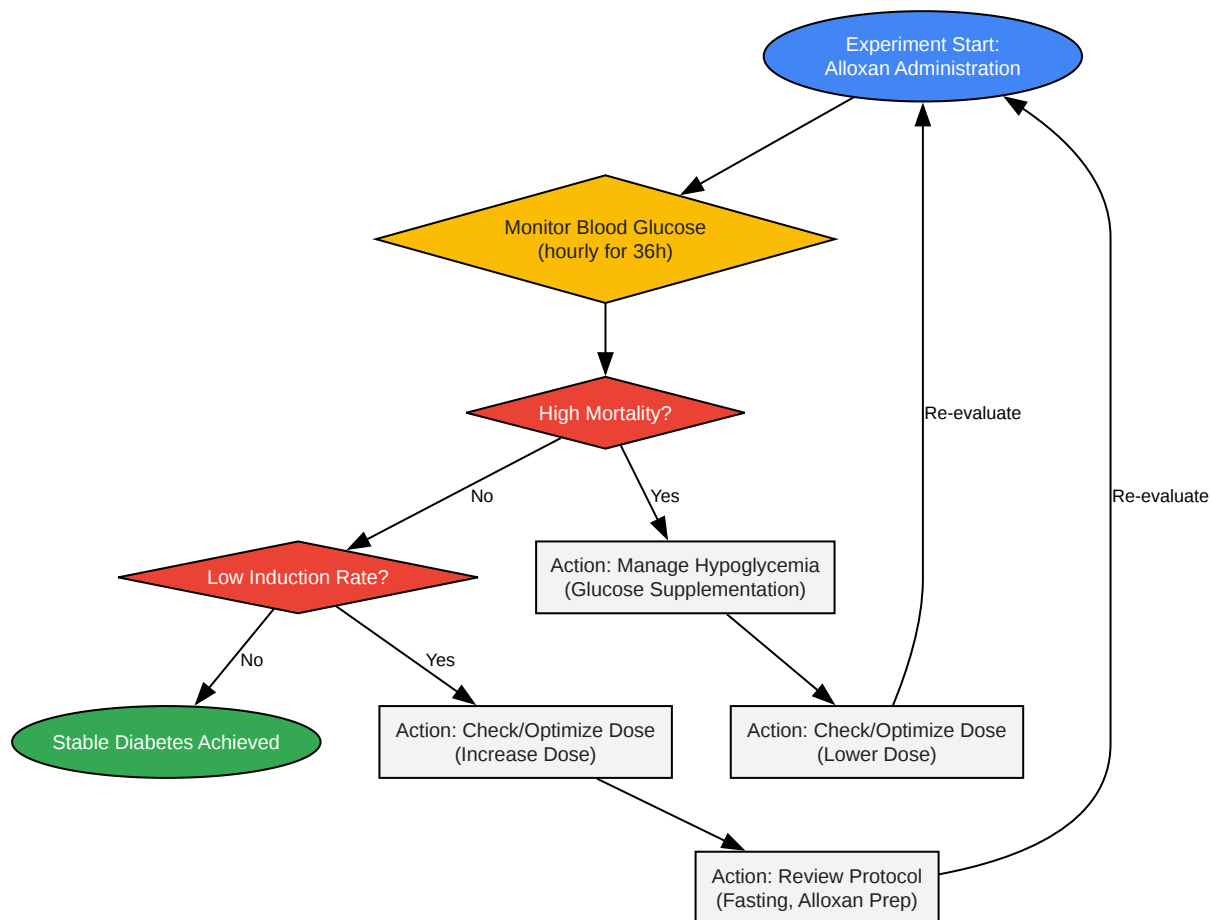 Experiment Start:
Alloxan Administration
Monitor Blood Glucose
(hourly for 36h)
High Mortality?
Re-evaluate
No
Yes
Re-evaluate
Low Induction Rate?
Action: Manage Hypoglycemia
(Glucose Supplementation)
No
Yes
Stable Diabetes Achieved
Action: Check/Optimize Dose
(Increase Dose)
Action: Check/Optimize Dose
(Lower Dose)
Action: Review Protocol
(Fasting, Alloxan Prep)